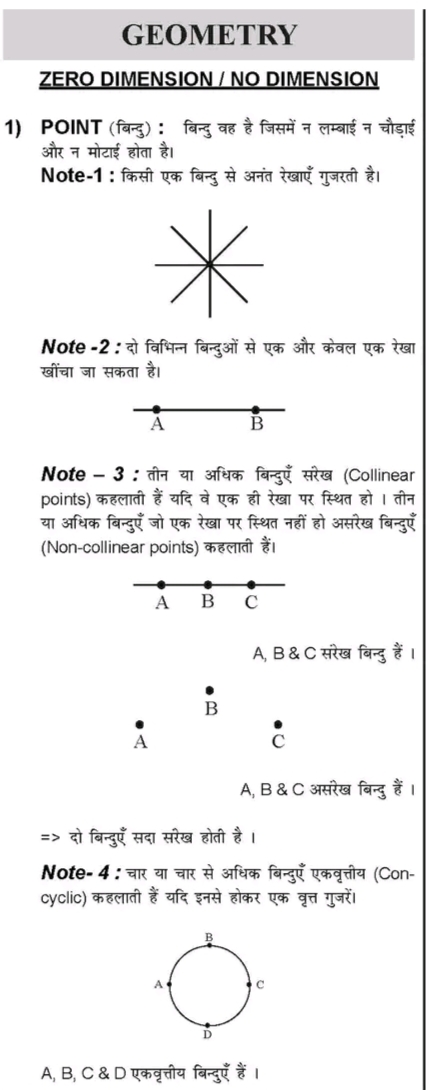 GEOMETRY
ZERO DIMENSION / NO DIMENSION
1) POINT (बिन्दु) : बिन्दु वह है जिसमें न लम्बाई न चौड़ाई
और न मोटाई होता है।
Note-1 : किसी एक बिन्दु से अनंत रेखाएँ गुजरती है।
Note -2 : दो विभिन्न बिन्दुओं से एक और केवल एक रेखा
खींचा जा सकता है।
A B
Note – 3 : तीन या अधिक बिन्दुएँ सरेख (Collinear
points) कहलाती हैं यदि वे एक ही रेखा पर स्थित हो । तीन
या अधिक बिन्दुएँ जो एक रेखा पर स्थित नहीं हो असरेख बिन्दुएँ
(Non-collinear points) कहलाती हैं।
A B C
A, B & C संरेख बिन्दु हैं ।
B
A C
A, B & C असरेख बिन्दु हैं ।
=> दो बिन्दुएँ सदा सरेख होती है ।
Note- 4 : चार या चार से अधिक बिन्दुएँ एकवृत्तीय (Con-
cyclic) कहलाती हैं यदि इनसे होकर एक वृत्त गुजरें।
B
A C
D
A, B, C & D एकवृत्तीय बिन्दुएँ हैं ।